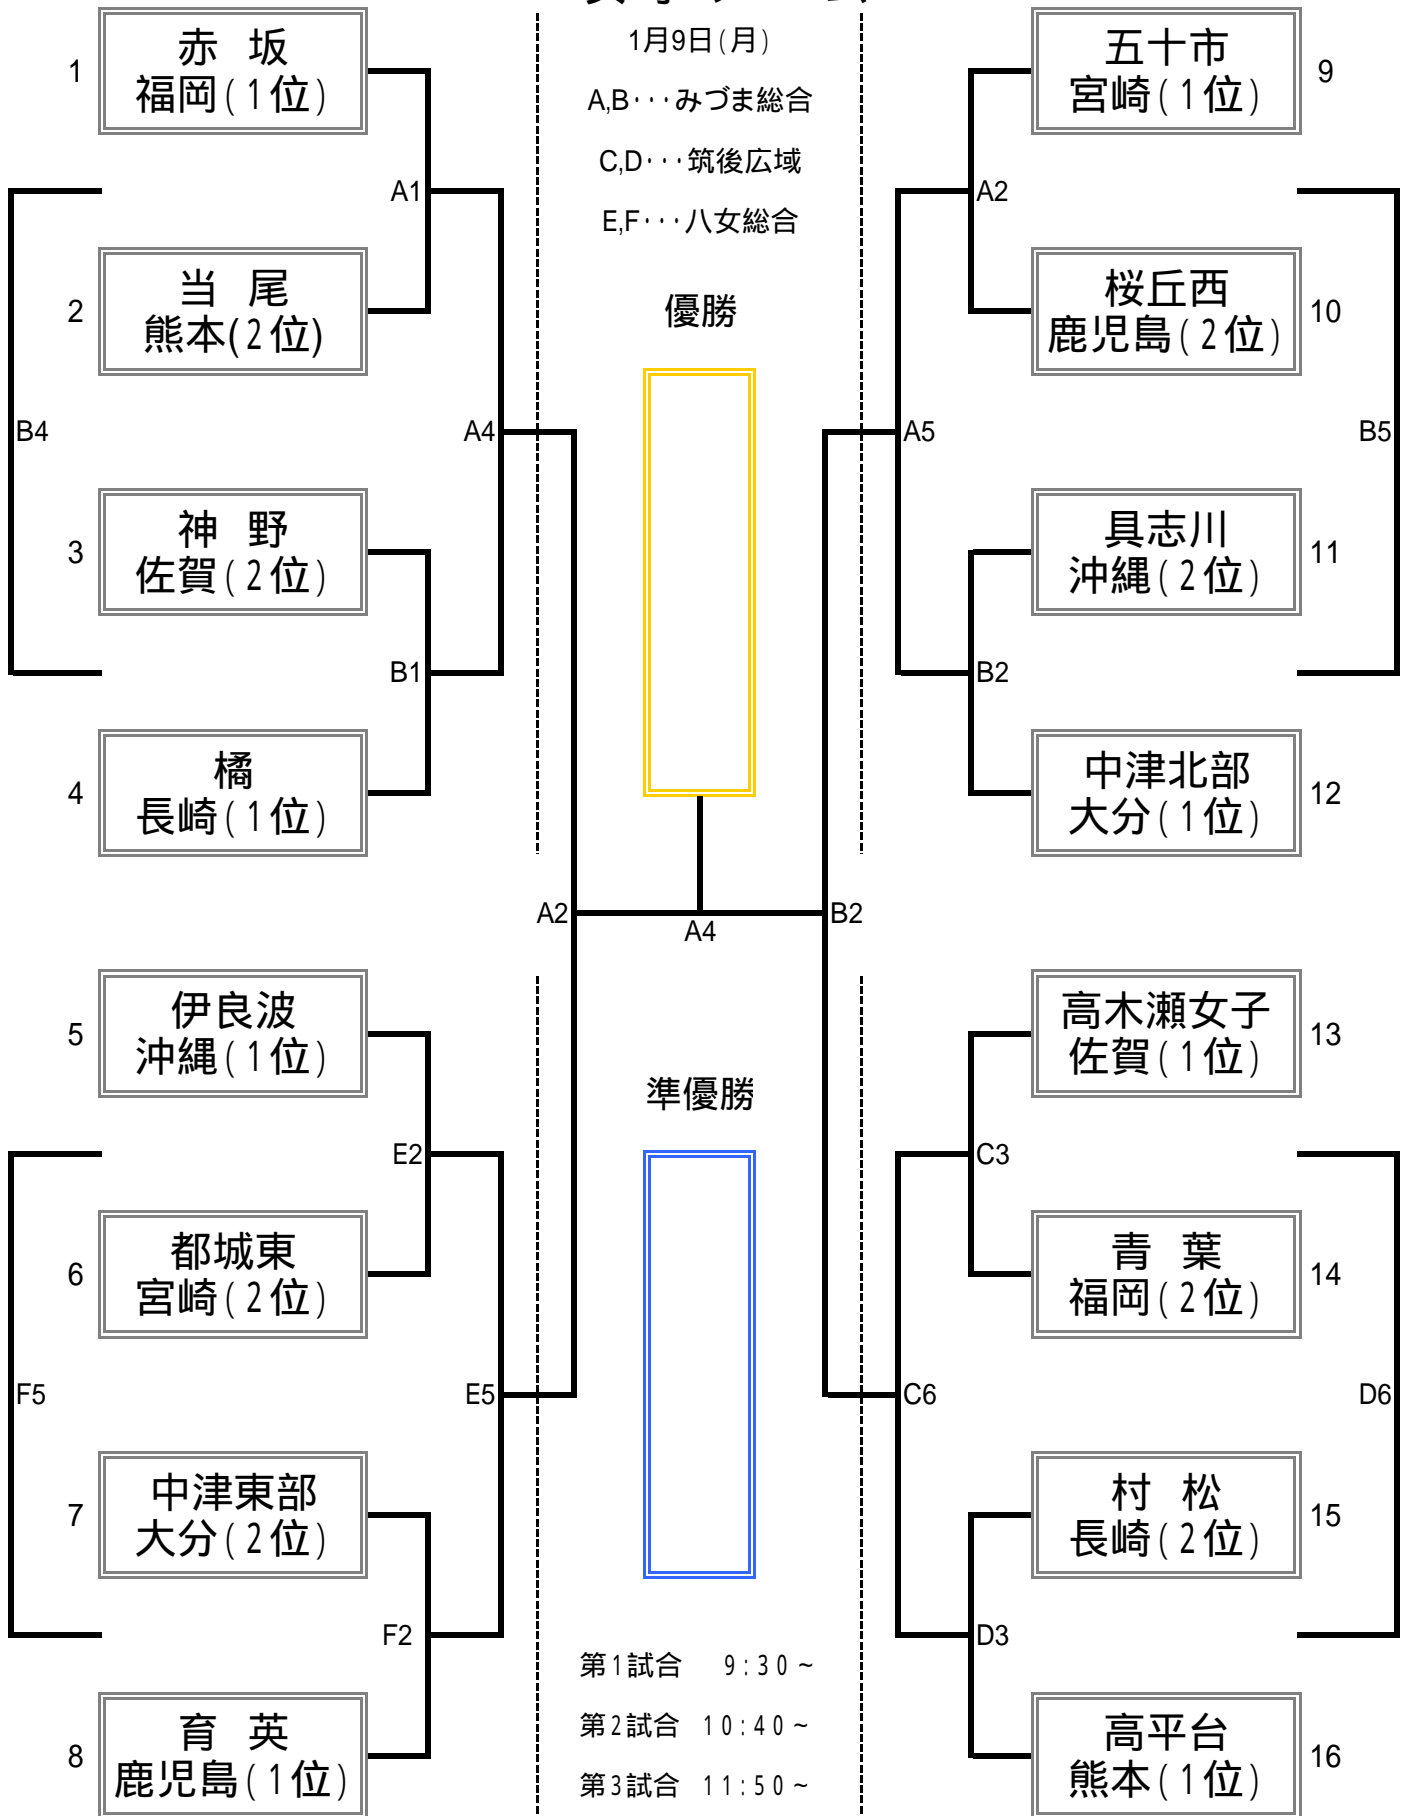 1月9日(月)
A,B･･･みづま総合
C,D･･･筑後広域
E,F･･･八女総合
優勝
準優勝
1
赤 坂
福岡(1位)
A1
2
当 尾
熊本(2位)
B4
A4
3
神 野
佐賀(2位)
B1
4
橘
長崎(1位)
A2
A4
B2
5
伊良波
沖縄(1位)
E2
6
都城東
宮崎(2位)
F5
E5
7
中津東部
大分(2位)
F2
8
育 英
鹿児島(1位)
五十市
宮崎(1位)
9
A2
桜丘西
鹿児島(2位)
10
A5
B5
具志川
沖縄(2位)
11
B2
中津北部
大分(1位)
12
高木瀬女子
佐賀(1位)
13
C3
青 葉
福岡(2位)
14
C6
D6
村 松
長崎(2位)
15
D3
高平台
熊本(1位)
16
第1試合 9:30~
第2試合 10:40~
第3試合 11:50~